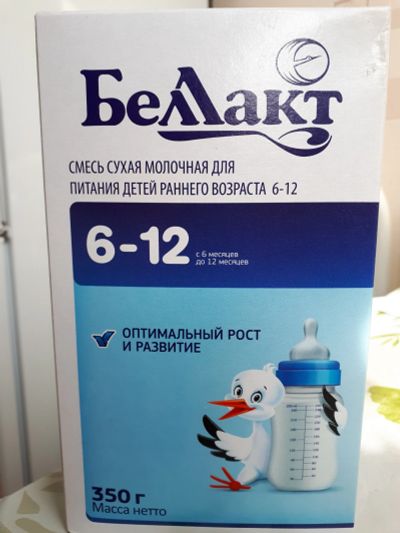 Беллакт
СМЕСЬ СУХАЯ МОЛОЧНАЯ ДЛЯ
ПИТАНИЯ ДЕТЕЙ РАННЕГО ВОЗРАСТА 6-12
6-12
с 6 месяцев
до 12 месяцев
ОПТИМАЛЬНЫЙ РОСТ
И РАЗВИТИЕ
350 г
Масса нетто